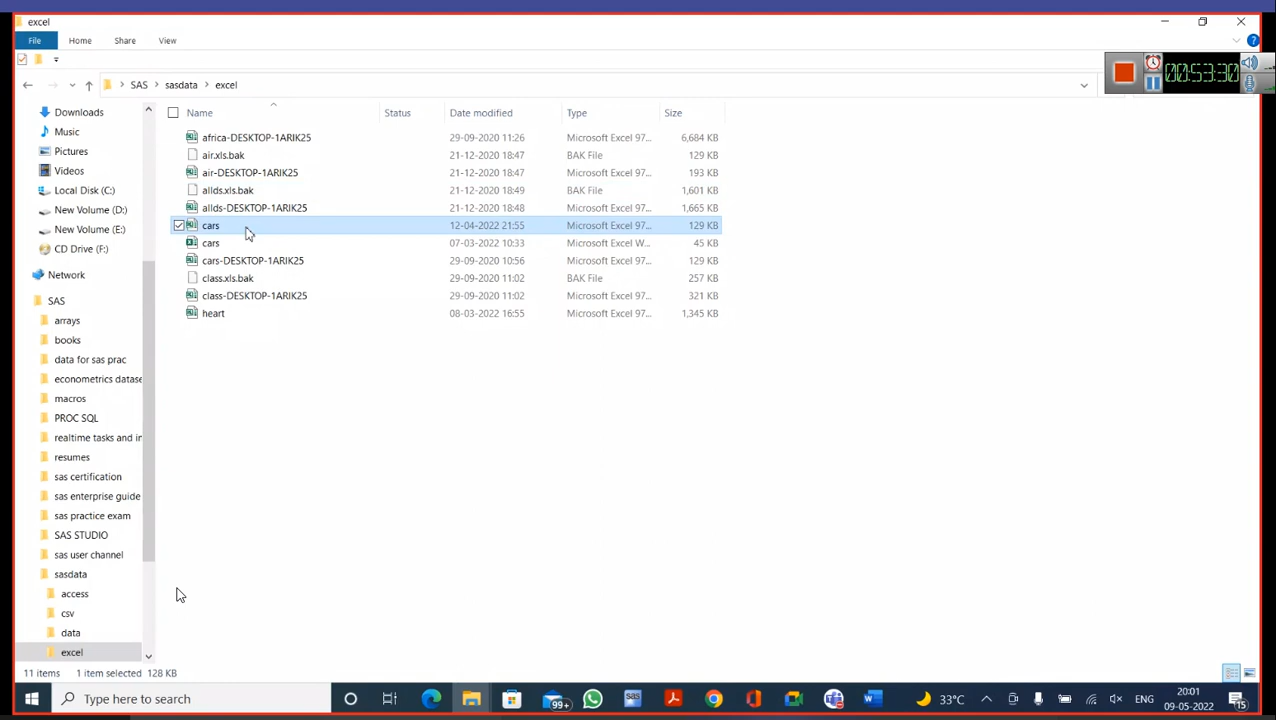 excel
File Home Share View
SAS sasdata excel
00:53:30
Name Status Date modified Type Size
africa-DESKTOP-1ARIK25 29-09-2020 11:26 Microsoft Excel 97... 6,684 KB
air.xls.bak 21-12-2020 18:47 BAK File 129 KB
air-DESKTOP-1ARIK25 21-12-2020 18:47 Microsoft Excel 97... 193 KB
allds.xls.bak 21-12-2020 18:49 BAK File 1,601 KB
allds-DESKTOP-1ARIK25 21-12-2020 18:48 Microsoft Excel 97... 1,665 KB
cars 12-04-2022 21:55 Microsoft Excel 97... 129 KB
cars 07-03-2022 10:33 Microsoft Excel W... 45 KB
cars-DESKTOP-1ARIK25 29-09-2020 10:56 Microsoft Excel 97... 129 KB
class.xls.bak 29-09-2020 11:02 BAK File 257 KB
class-DESKTOP-1ARIK25 29-09-2020 11:02 Microsoft Excel 97... 321 KB
heart 08-03-2022 16:55 Microsoft Excel 97... 1,345 KB
Downloads
Music
Pictures
Videos
Local Disk (C:)
New Volume (D:)
New Volume (E:)
CD Drive (F:)
Network
SAS
arrays
books
data for sas prac
econometrics datase
macros
PROC SQL
realtime tasks and in
resumes
sas certification
sas enterprise guide
sas practice exam
SAS STUDIO
sas user channel
sasdata
access
csv
data
excel
11 items 1 item selected 128 KB
Type here to search
99+
sas
33°C
ENG
20:01
09-05-2022
15